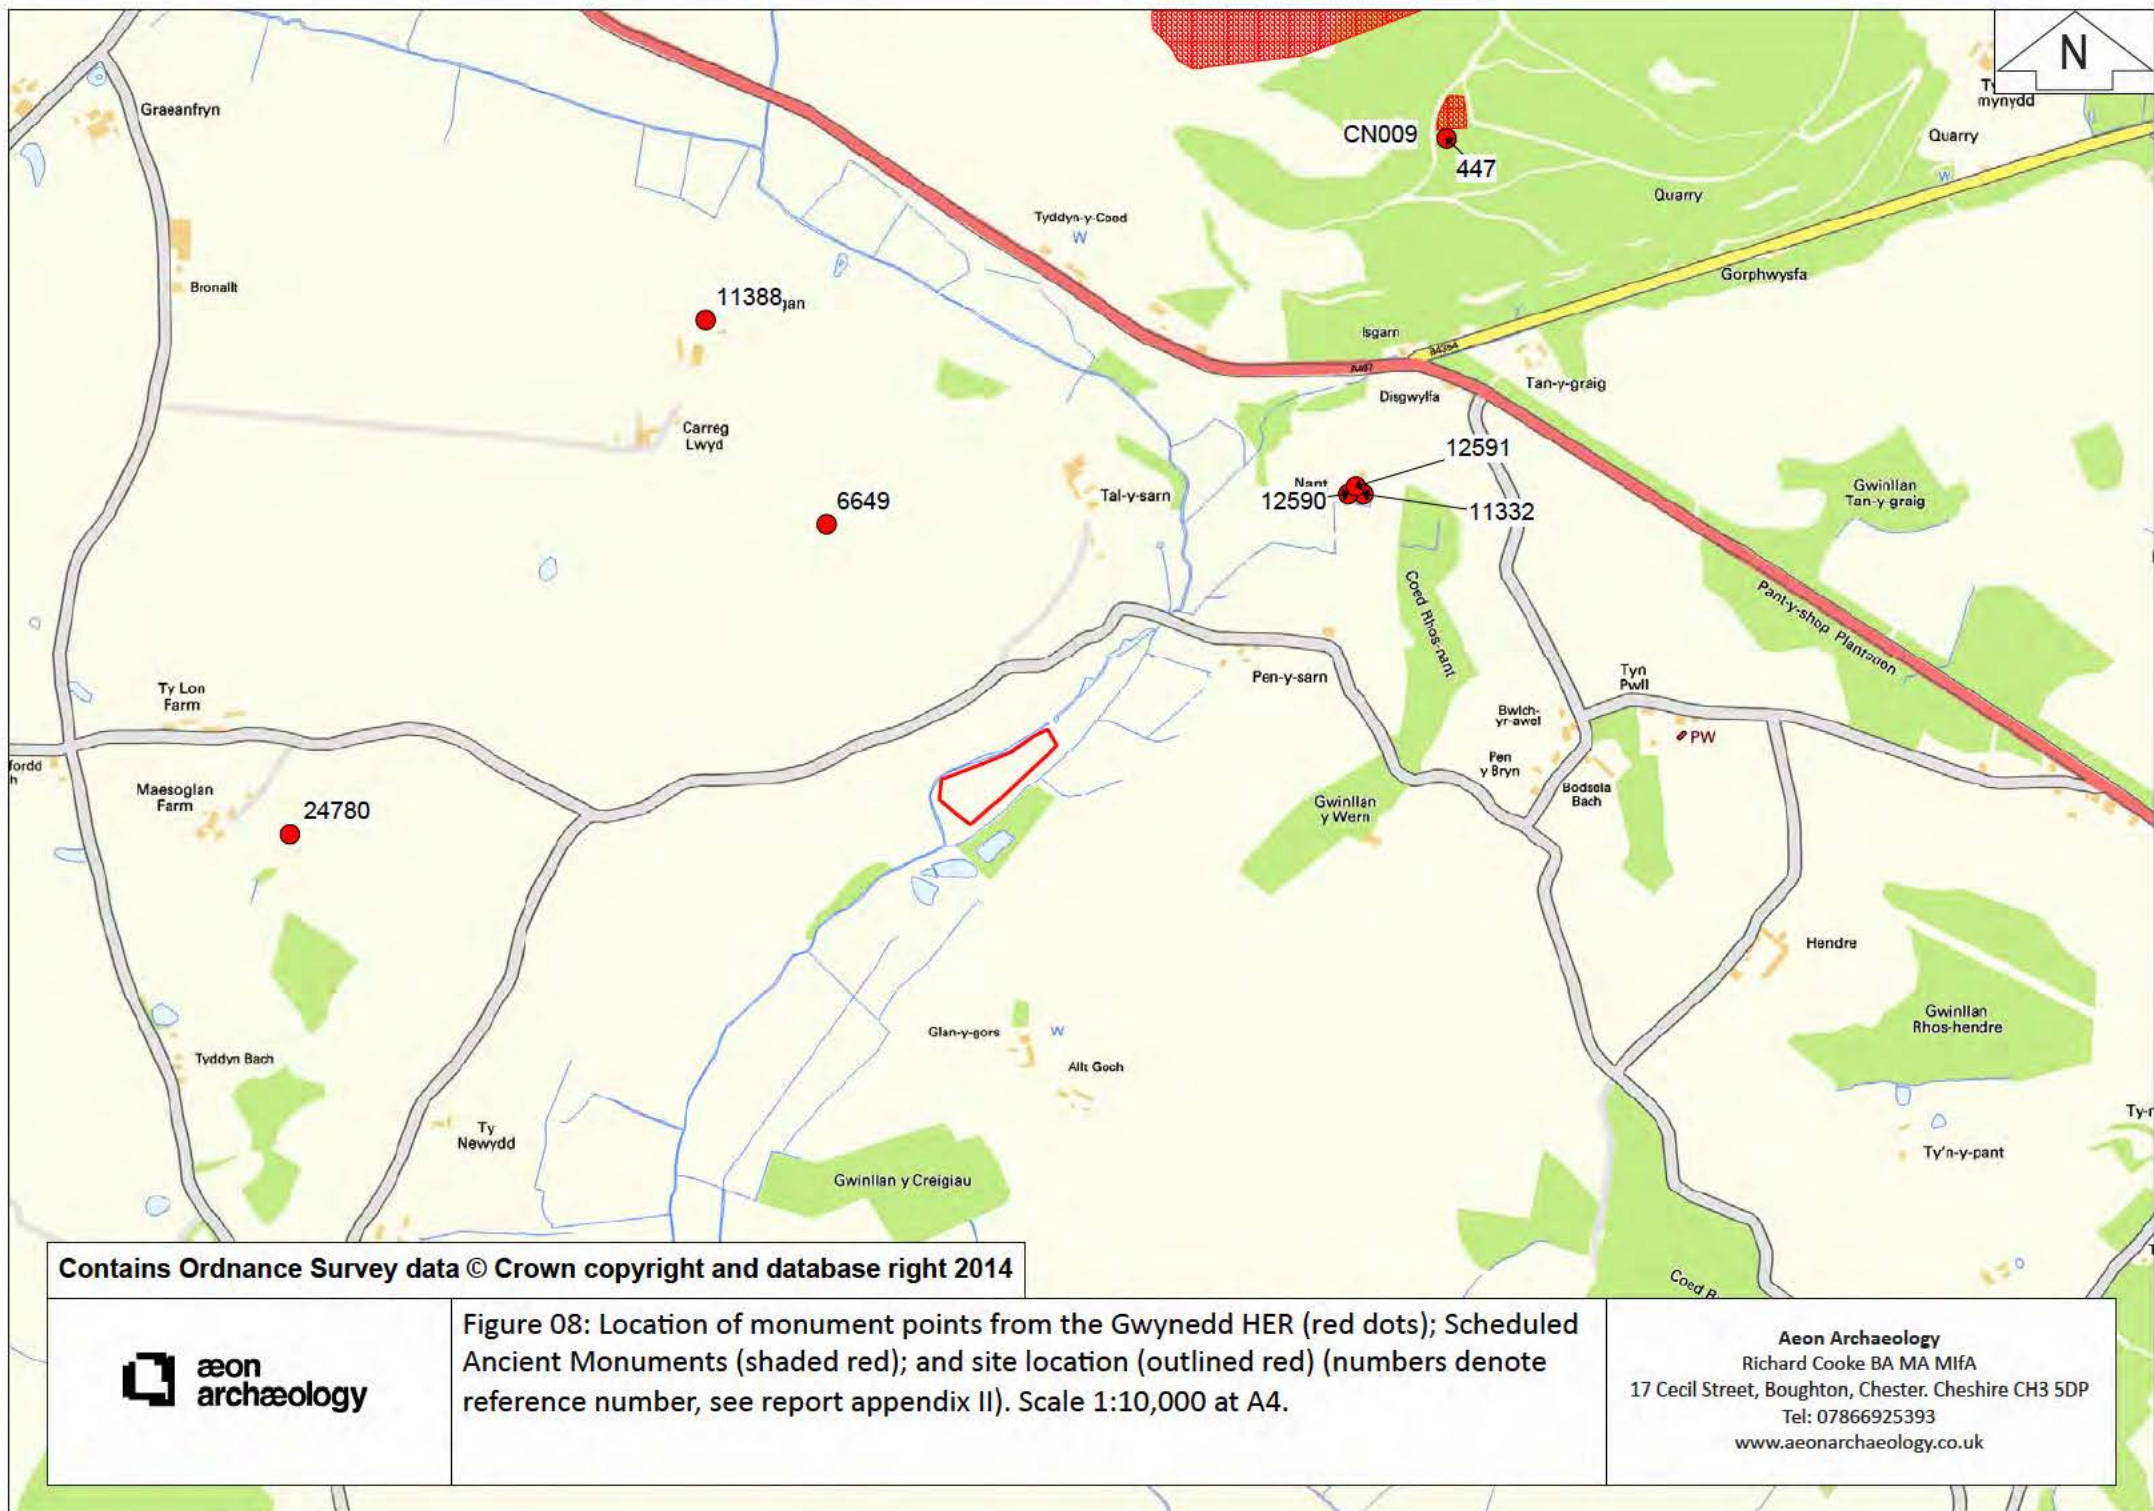 N
Graeanfryn
Ty
mynydd
CN009
447
Quarry
W
Quarry
Tyddyn-y-Coed
W
Gorphwysfa
Bronallt
11388
gan
Isgarn
B4354
A497
Tan-y-graig
Disgwylfa
Carreg
Lwyd
12591
Tal-y-sarn
Nant
12590
11332
6649
Gwinllan
Tan-y-graig
Coed Rhos-nant
Pant-y-shop Plantation
Pen-y-sarn
Tyn
Pwll
Ty Lon
Farm
Bwlch-
yr-awel
PW
fordd
h
Pen
y Bryn
Maesoglan
Farm
24780
Bodsela
Bach
Gwinllan
y Wern
Hendre
Gwinllan
Rhos-hendre
Glan-y-gors
W
Allt Goch
Tyddyn Bach
Ty
Newydd
Ty'n-y-pant
Gwinllan y Creigiau
Coed B
Contains Ordnance Survey data © Crown copyright and database right 2014
æon
archæology
Figure 08: Location of monument points from the Gwynedd HER (red dots); Scheduled
Ancient Monuments (shaded red); and site location (outlined red) (numbers denote
reference number, see report appendix II). Scale 1:10,000 at A4.
Aeon Archaeology
Richard Cooke BA MA MIfA
17 Cecil Street, Boughton, Chester. Cheshire CH3 5DP
Tel: 07866925393
www.aeonarchaeology.co.uk